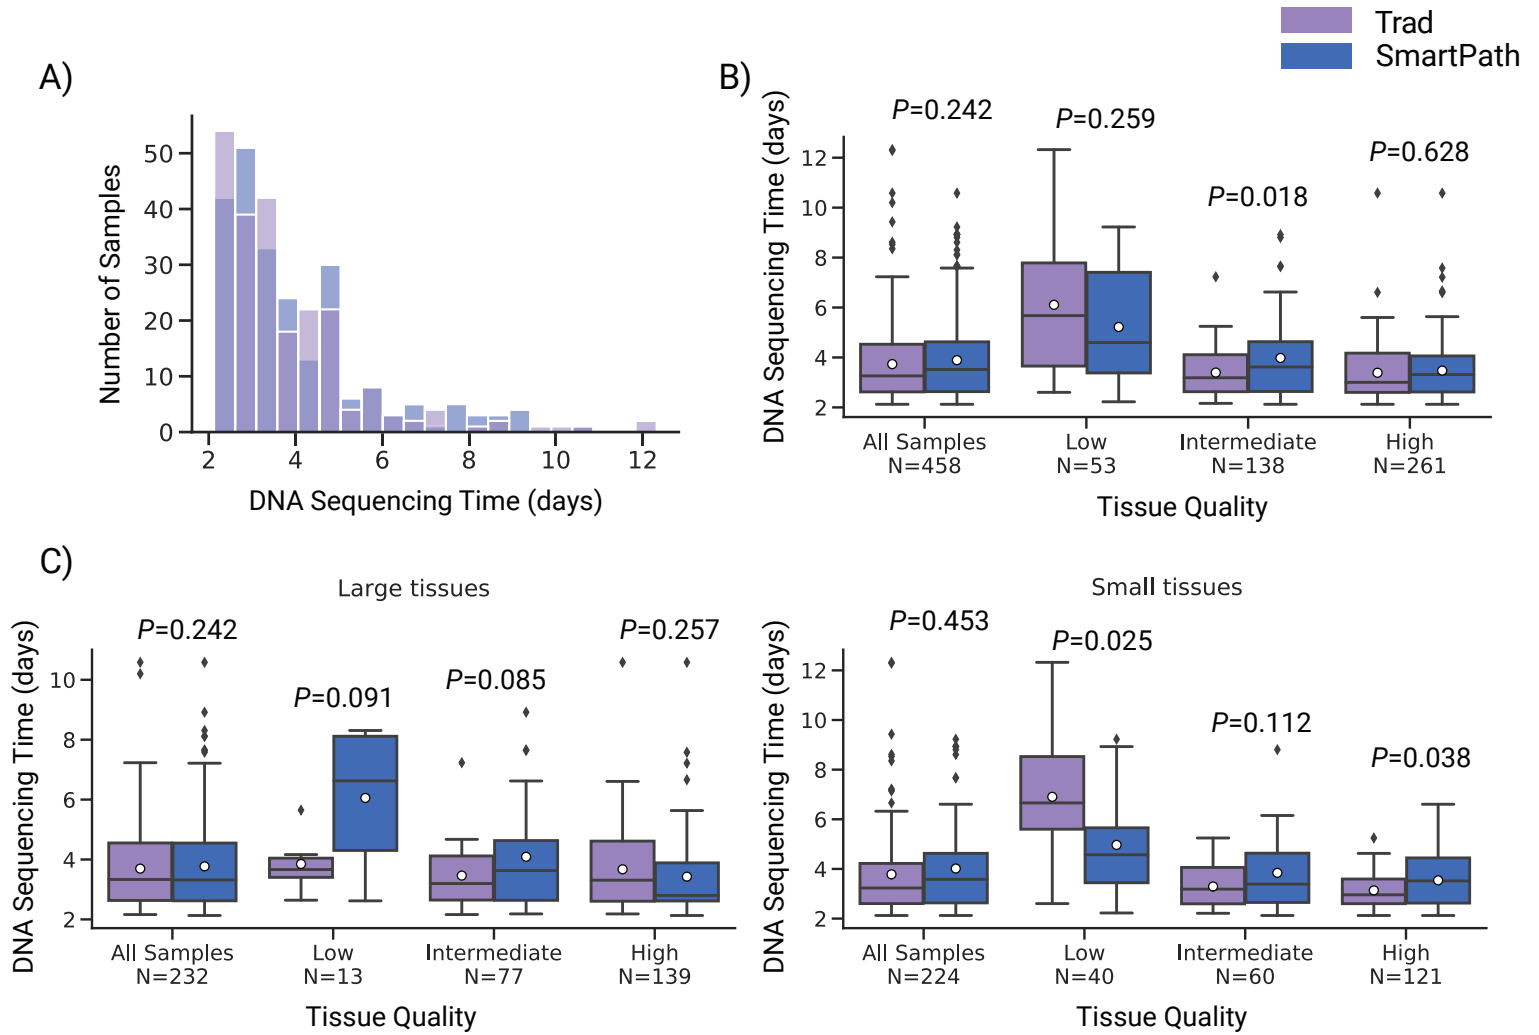 Trad
SmartPath
A)
50
40
30
20
10
0
Number of Samples
2 4 6 8 10 12
DNA Sequencing Time (days)
B)
P=0.242
P=0.259
P=0.018
P=0.628
12
10
8
6
4
2
DNA Sequencing Time (days)
All Samples Low Intermediate High
N=458 N=53 N=138 N=261
Tissue Quality
C)
Large tissues
P=0.242
P=0.091
P=0.085
P=0.257
10
8
6
4
2
DNA Sequencing Time (days)
All Samples Low Intermediate High
N=232 N=13 N=77 N=139
Tissue Quality
Small tissues
P=0.453
P=0.025
P=0.112
P=0.038
12
10
8
6
4
2
DNA Sequencing Time (days)
All Samples Low Intermediate High
N=224 N=40 N=60 N=121
Tissue Quality